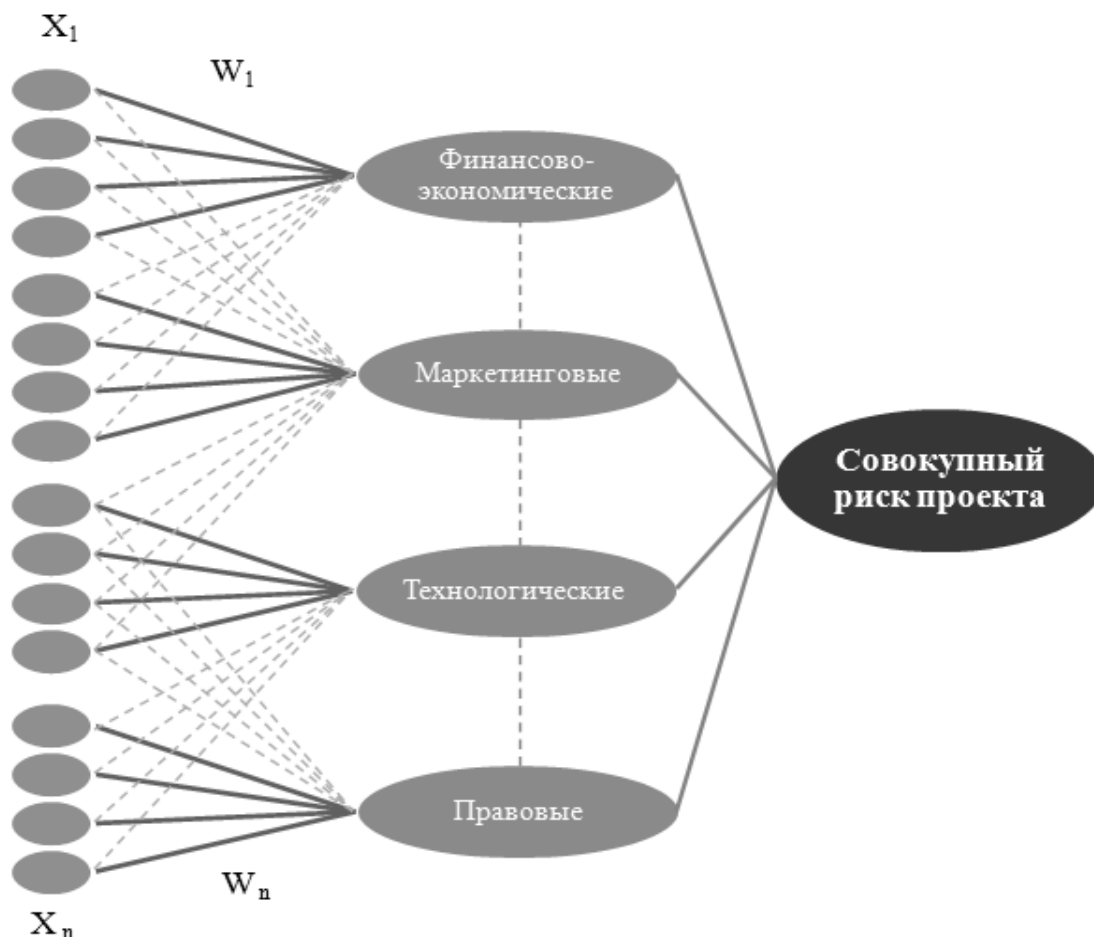 X₁
W₁
Финансово-
экономические
Маркетинговые
Совокупный
риск проекта
Технологические
Правовые
Wₙ
Xₙ